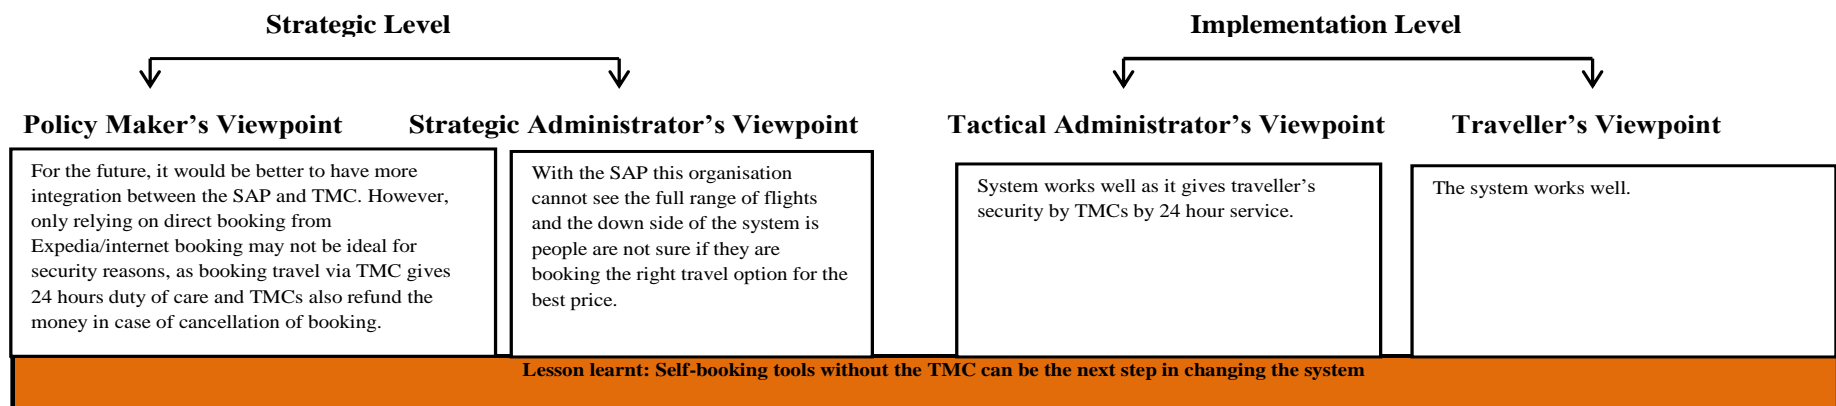 Strategic Level
Implementation Level
Policy Maker's Viewpoint
Strategic Administrator's Viewpoint
Tactical Administrator's Viewpoint
Traveller's Viewpoint
For the future, it would be better to have more
integration between the SAP and TMC. However,
only relying on direct booking from
Expedia/internet booking may not be ideal for
security reasons, as booking travel via TMC gives
24 hours duty of care and TMCs also refund the
money in case of cancellation of booking.
With the SAP this organisation
cannot see the full range of flights
and the down side of the system is
people are not sure if they are
booking the right travel option for the
best price.
System works well as it gives traveller's
security by TMCs by 24 hour service.
The system works well.
Lesson learnt: Self-booking tools without the TMC can be the next step in changing the system